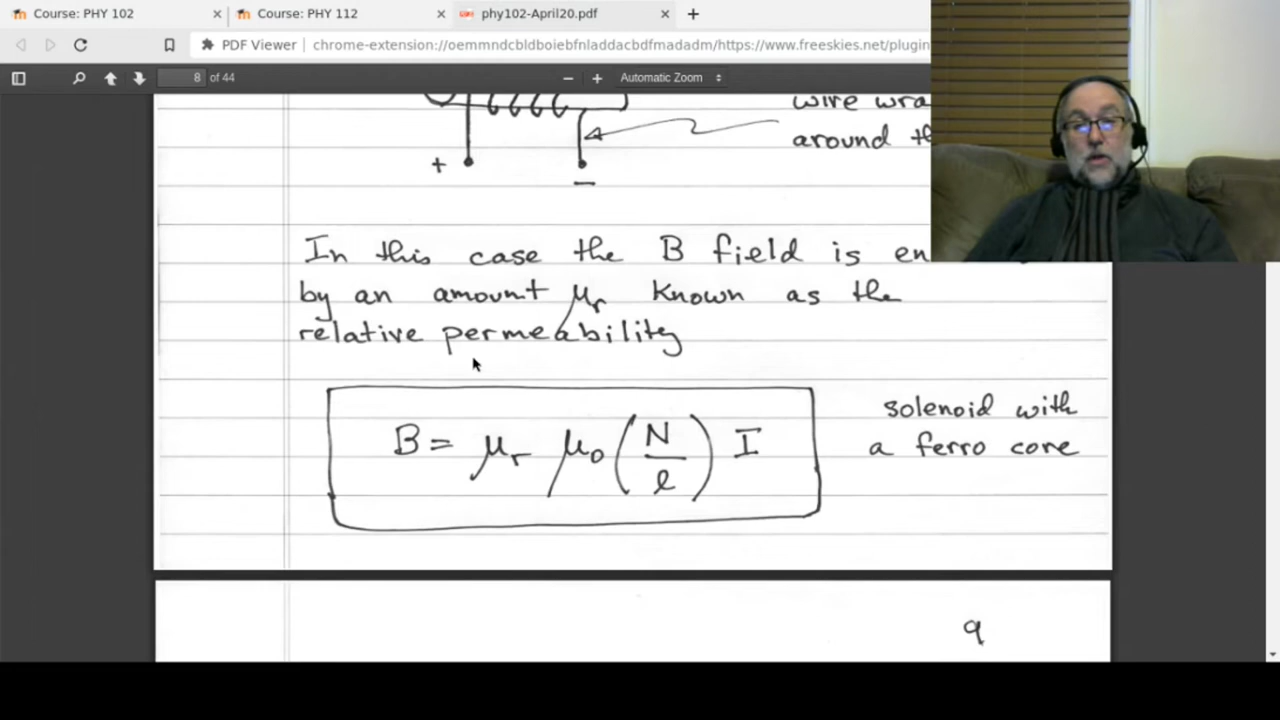 Course: PHY 102
Course: PHY 112
phy102-April20.pdf
PDF Viewer
chrome-extension://oemmndcbldboiebfnladdacbdfmadadm/https://www.freeskies.net/plugin
8 of 44
Automatic Zoom
wire wra
around th
+
−
In this case the B field is en
by an amount μr known as the
relative permeability
B = μr μo (N/ℓ) I
solenoid with
a ferro core
9